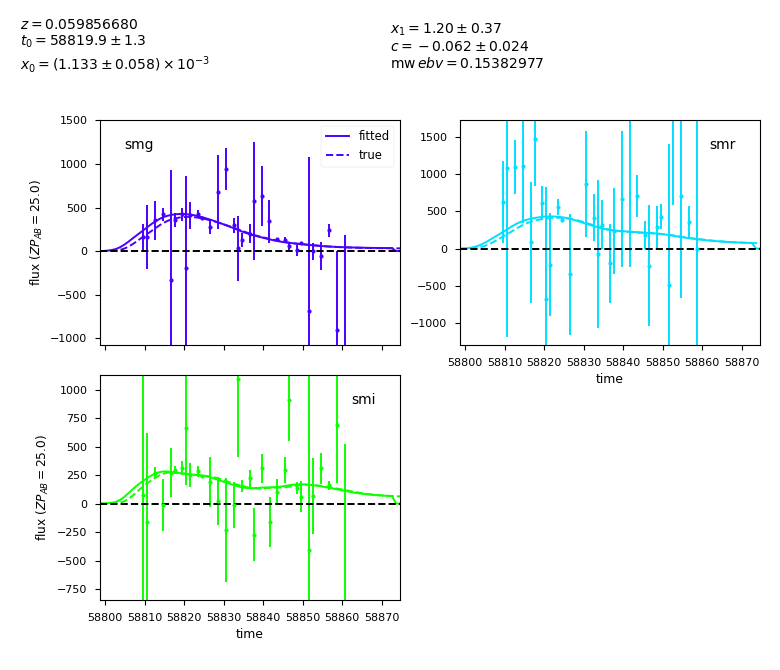 z = 0.059856680
t₀ = 58819.9 ± 1.3
x₀ = (1.133 ± 0.058) × 10⁻³
x₁ = 1.20 ± 0.37
c = −0.062 ± 0.024
mw ebv = 0.15382977
smg
fitted
true
1500
1000
500
0
−500
−1000
flux (ZP_AB = 25.0)
smr
1500
1000
500
0
−500
−1000
58800 58810 58820 58830 58840 58850 58860 58870
time
smi
1000
750
500
250
0
−250
−500
−750
flux (ZP_AB = 25.0)
58800 58810 58820 58830 58840 58850 58860 58870
time